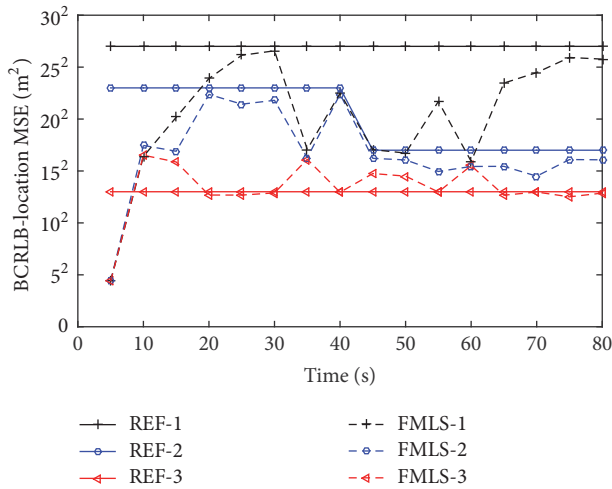 BCRLB-location MSE (m²)
30²
25²
20²
15²
10²
5²
0
0 10 20 30 40 50 60 70 80
Time (s)
REF-1 FMLS-1
REF-2 FMLS-2
REF-3 FMLS-3